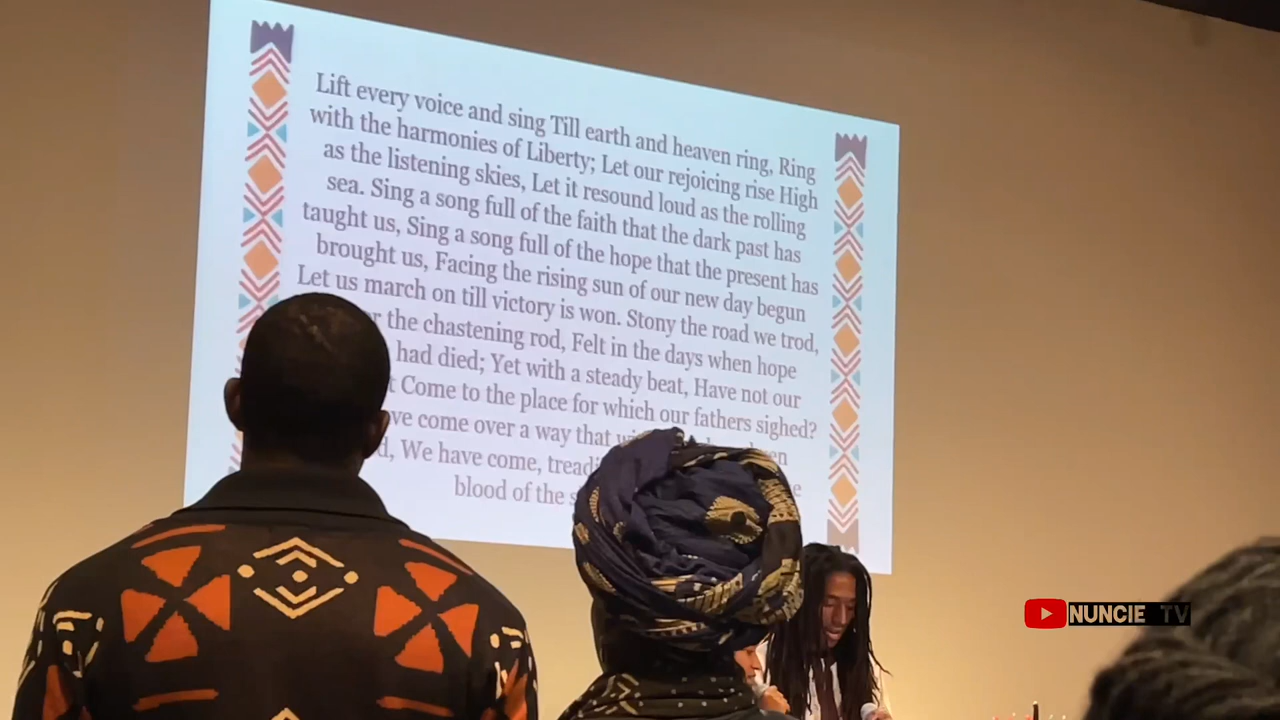 Lift every voice and sing Till earth and heaven ring, Ring
with the harmonies of Liberty; Let our rejoicing rise High
as the listening skies, Let it resound loud as the rolling
sea. Sing a song full of the faith that the dark past has
taught us, Sing a song full of the hope that the present has
brought us, Facing the rising sun of our new day begun
Let us march on till victory is won. Stony the road we trod,
the chastening rod, Felt in the days when hope
had died; Yet with a steady beat, Have not our
Come to the place for which our fathers sighed?
come over a way that
We have come,
blood of the
NUNCIE TV